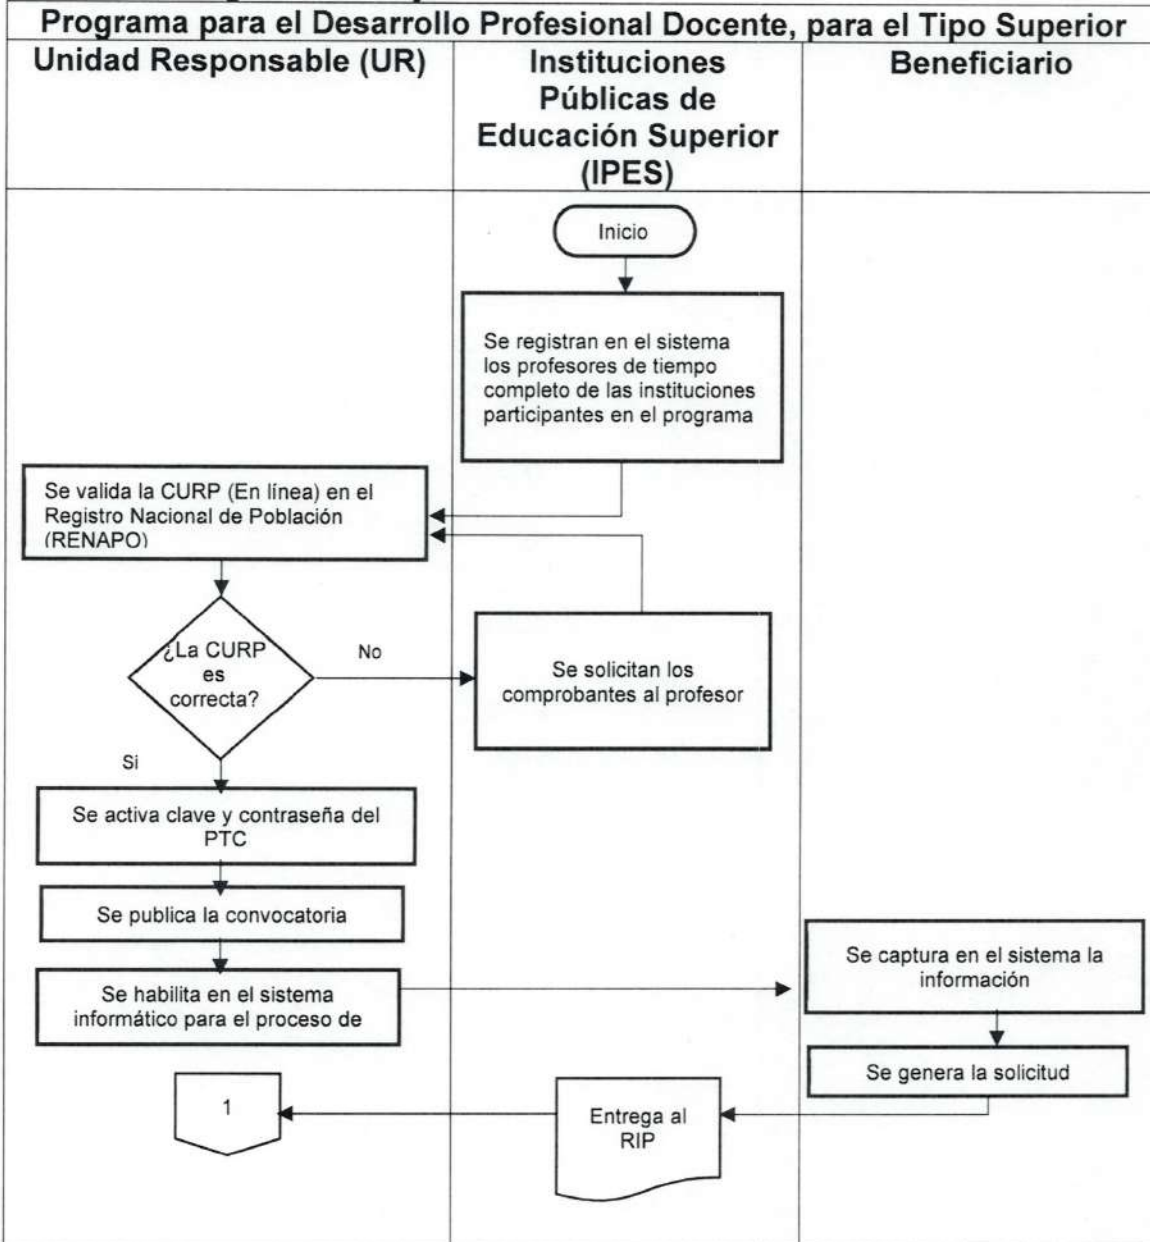 Programa para el Desarrollo Profesional Docente, para el Tipo Superior
Unidad Responsable (UR)
Instituciones
Públicas de
Educación Superior
(IPES)
Beneficiario
Inicio
Se registran en el sistema
los profesores de tiempo
completo de las instituciones
participantes en el programa
Se valida la CURP (En línea) en el
Registro Nacional de Población
(RENAPO)
¿La CURP
es
correcta?
No
Se solicitan los
comprobantes al profesor
Si
Se activa clave y contraseña del
PTC
Se publica la convocatoria
Se habilita en el sistema
informático para el proceso de
Se captura en el sistema la
información
Se genera la solicitud
Entrega al
RIP
1